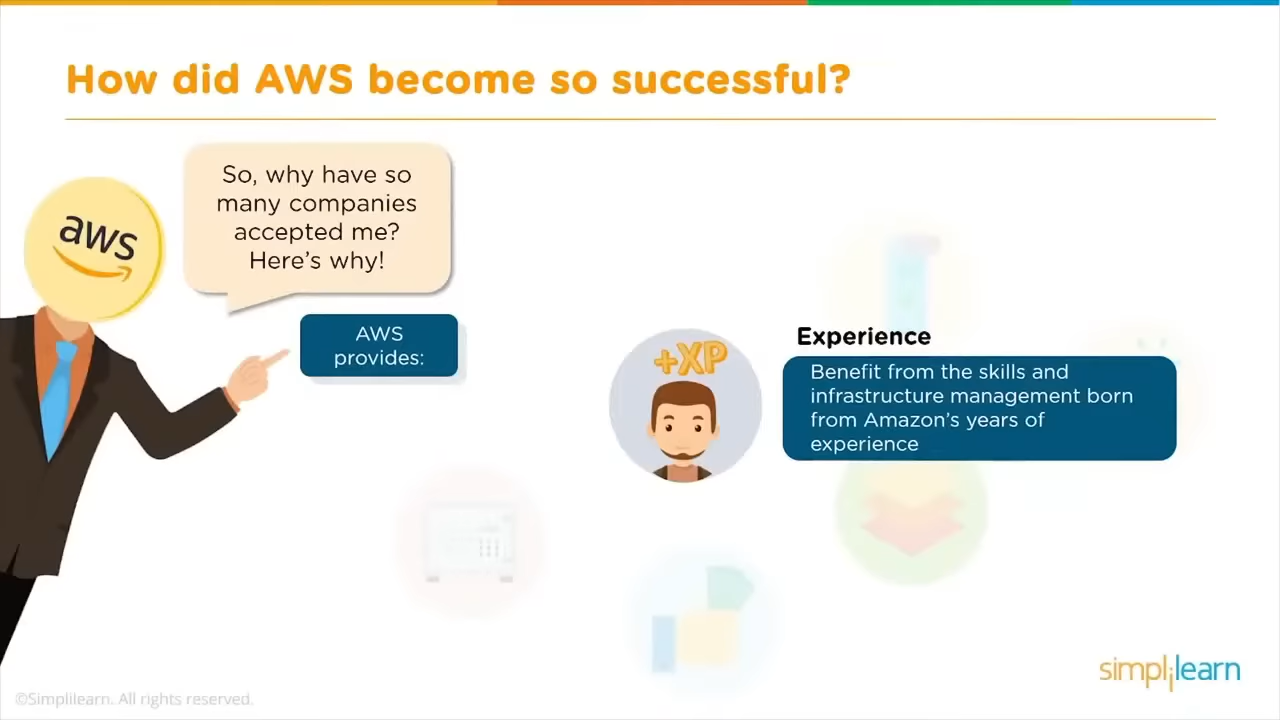 How did AWS become so successful?
So, why have so
many companies
accepted me?
Here's why!
aws
AWS
provides:
+XP
Experience
Benefit from the skills and
infrastructure management born
from Amazon's years of
experience
simplilearn
©Simplilearn. All rights reserved.